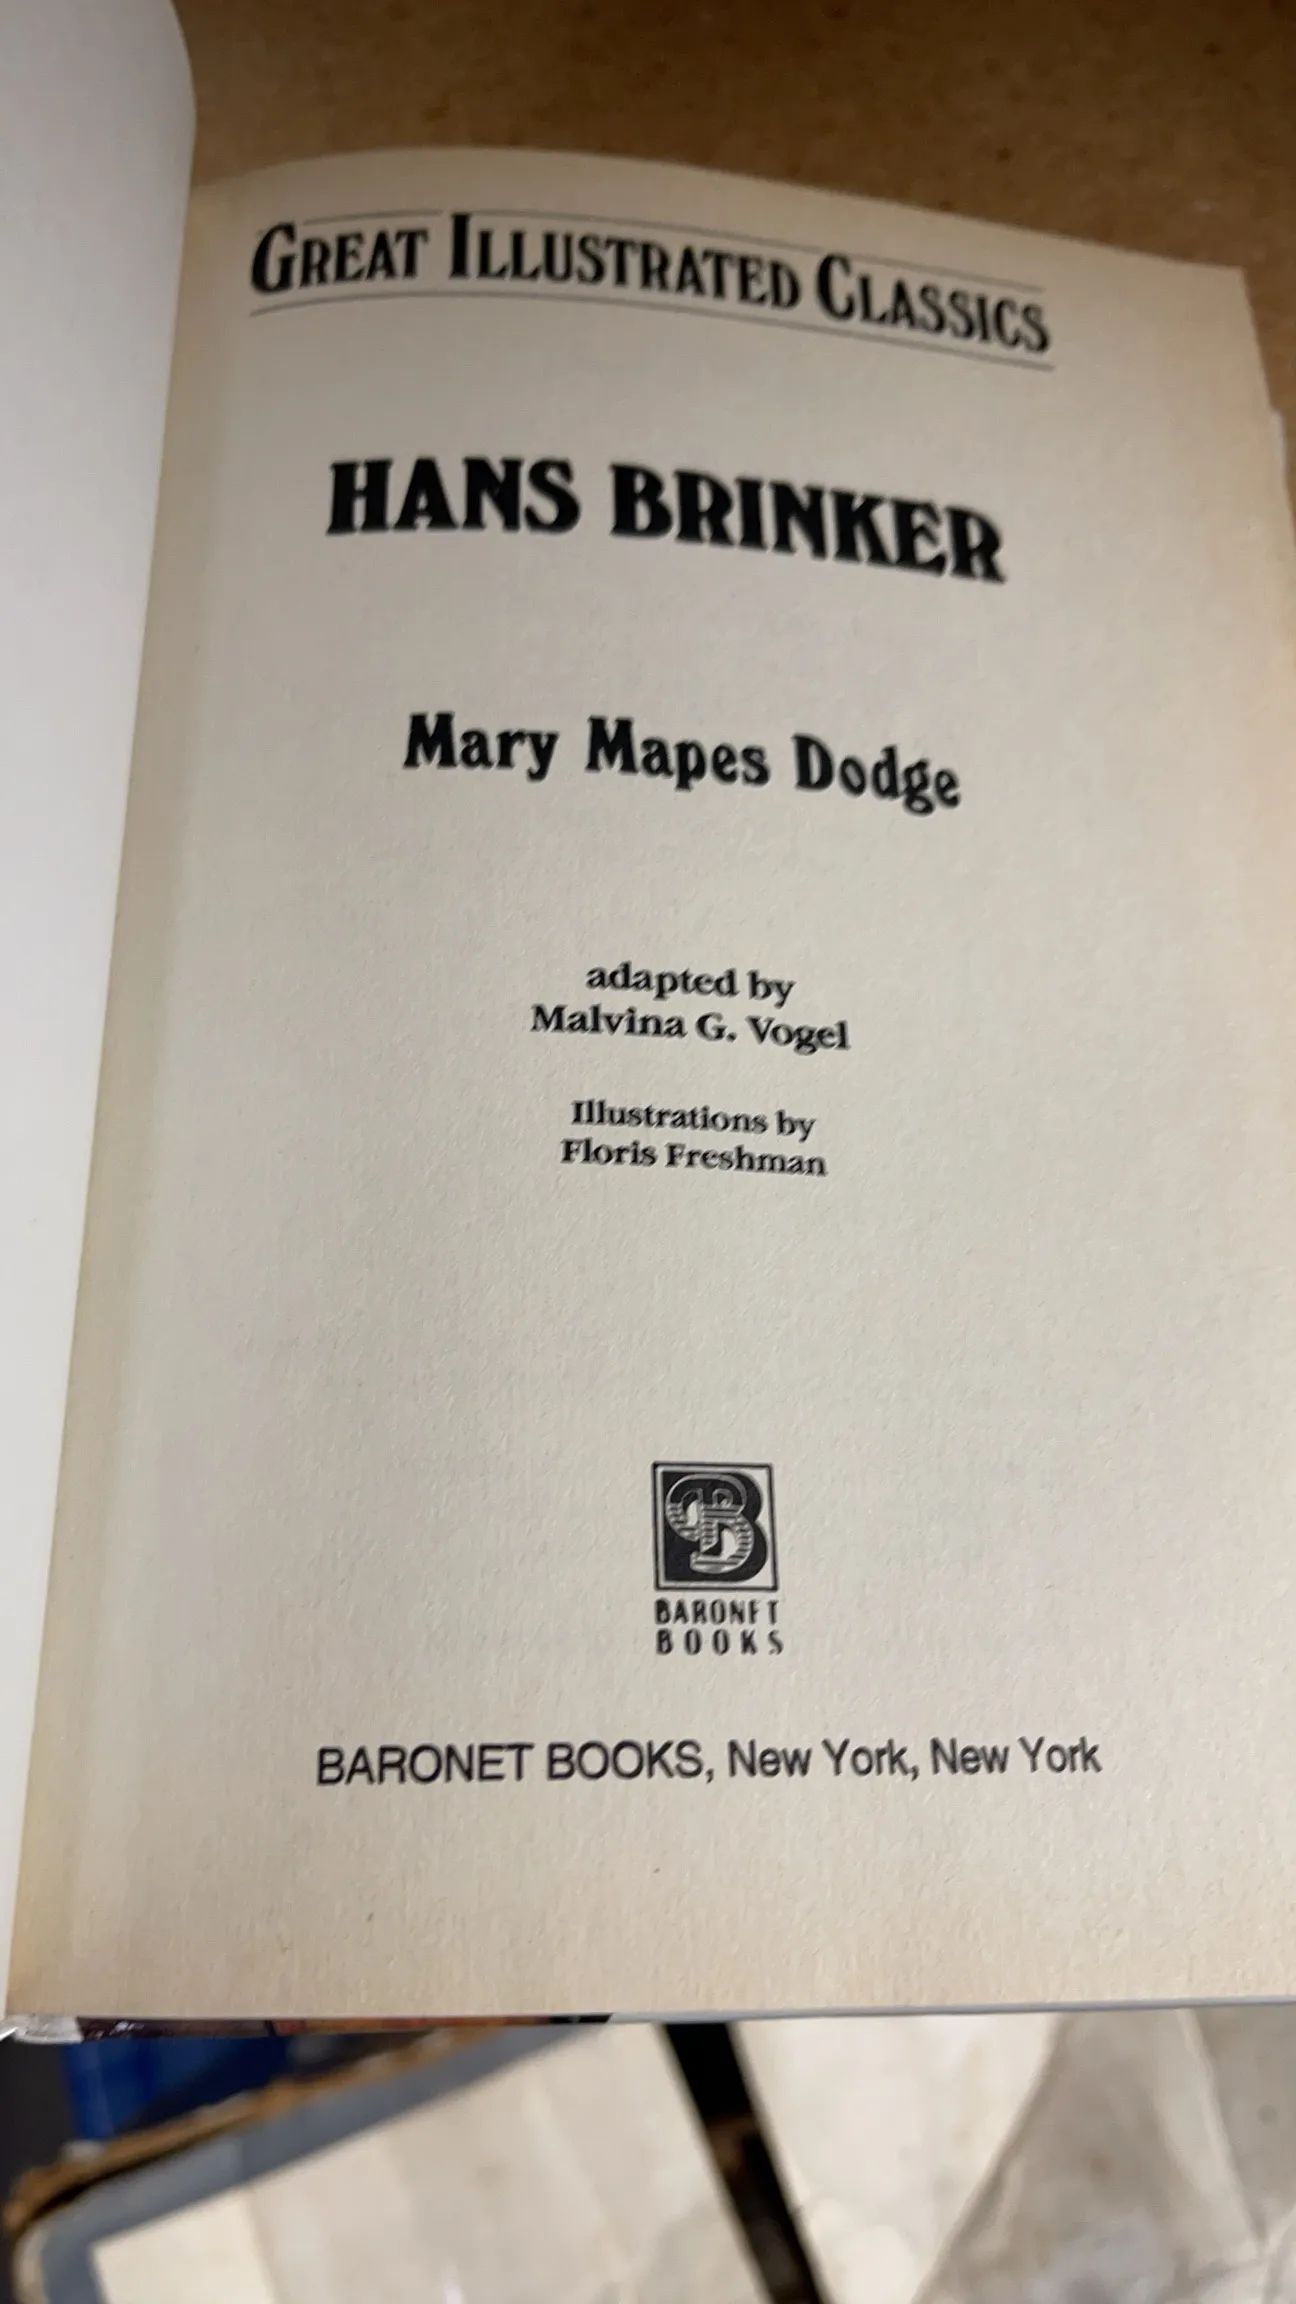 GREAT ILLUSTRATED CLASSICS
HANS BRINKER
Mary Mapes Dodge
adapted by
Malvina G. Vogel
Illustrations by
Floris Freshman
B
BARONET
BOOKS
BARONET BOOKS, New York, New York